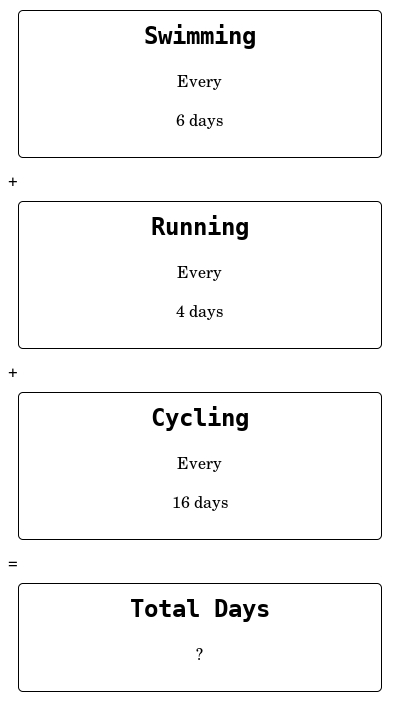 Swimming
Every
6 days
+
Running
Every
4 days
+
Cycling
Every
16 days
=
Total Days
?